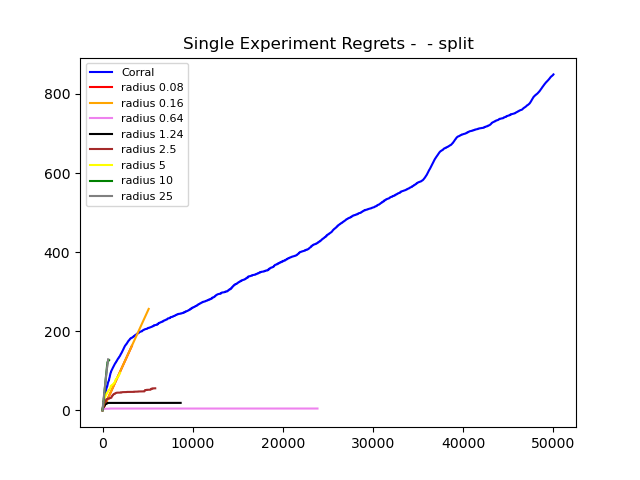 Single Experiment Regrets -  - split
Corral
radius 0.08
radius 0.16
radius 0.64
radius 1.24
radius 2.5
radius 5
radius 10
radius 25
800
600
400
200
0
0 10000 20000 30000 40000 50000